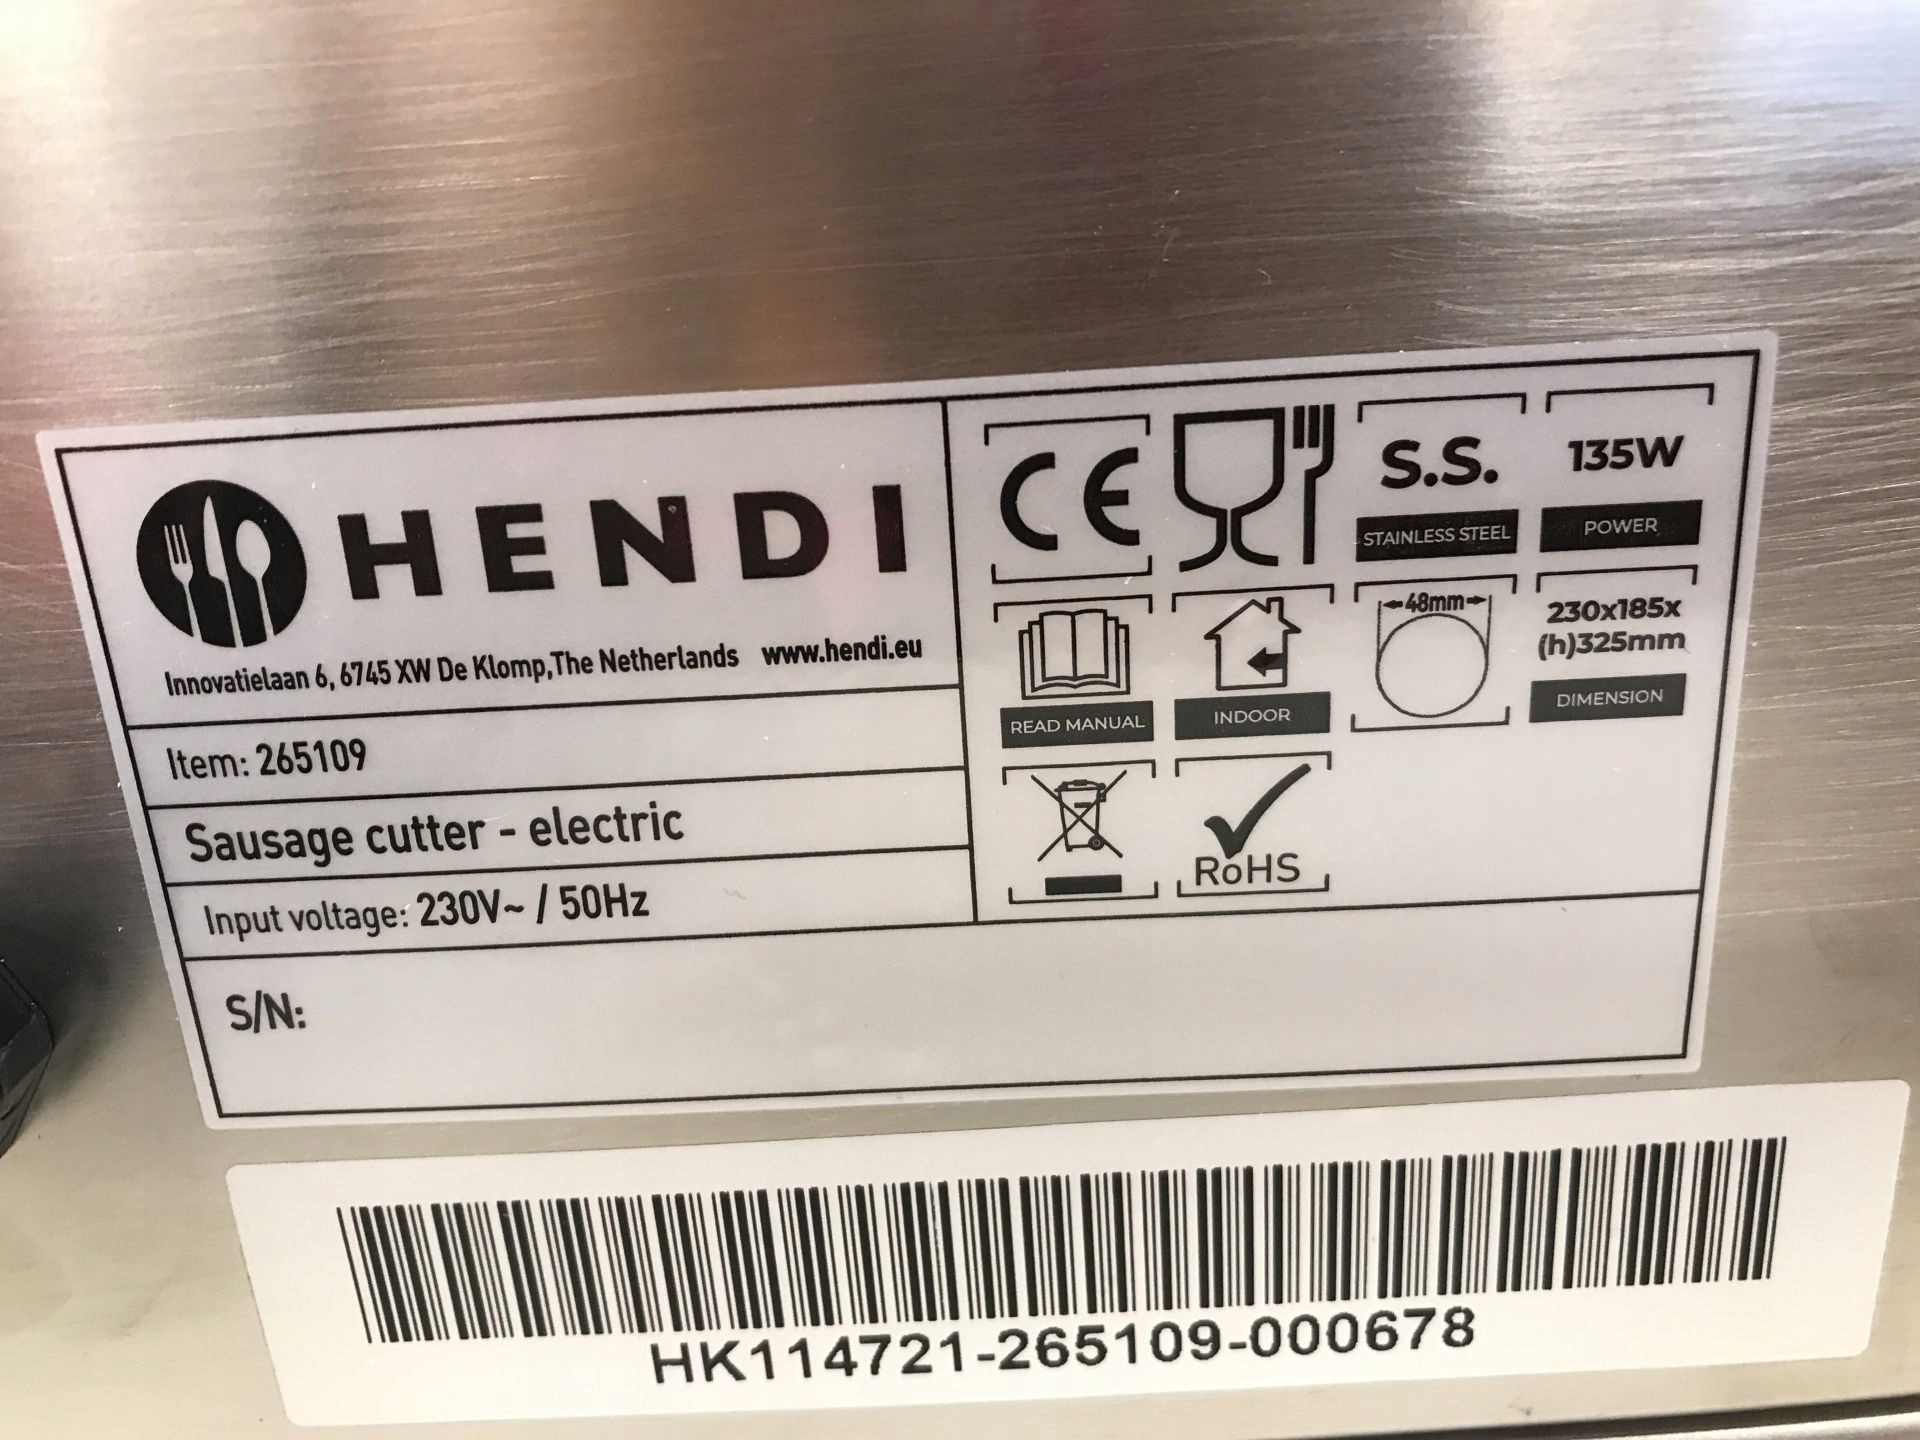 HENDI
Innovatielaan 6, 6745 XW De Klomp,The Netherlands www.hendi.eu
Item: 265109
Sausage cutter - electric
Input voltage: 230V~ / 50Hz
S/N:
CE
S.S.
STAINLESS STEEL
135W
POWER
READ MANUAL
INDOOR
48mm
230x185x
(h)325mm
DIMENSION
RoHS
HK114721-265109-000678